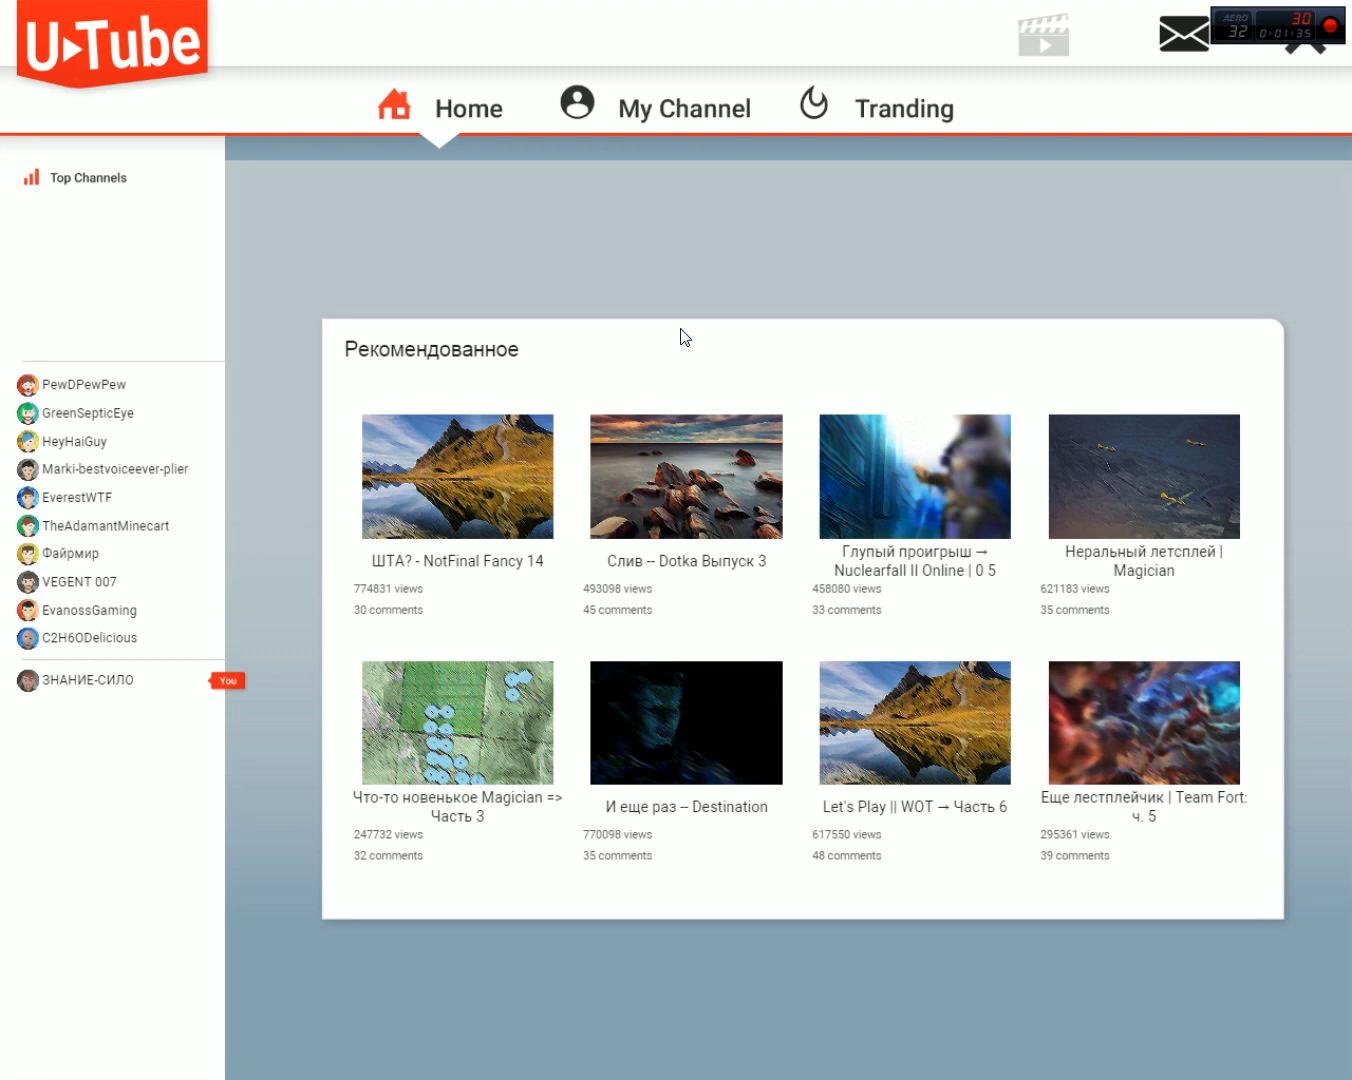 U Tube
AERO 32 30 0:01:35
Home
My Channel
Tranding
Top Channels
PewDPewPew
GreenSepticEye
HeyHaiGuy
Marki-bestvoiceever-plier
EverestWTF
TheAdamantMinecart
Файрмир
VEGENT 007
EvanossGaming
C2H6ODelicious
ЗНАНИЕ-СИЛО
You
Рекомендованное
ШТА? - NotFinal Fancy 14
774831 views
30 comments
Слив -- Dotka Выпуск 3
493098 views
45 comments
Глупый проигрыш →
Nuclearfall II Online | 0 5
458080 views
33 comments
Неральный летсплей |
Magician
621183 views
35 comments
Что-то новенькое Magician =>
Часть 3
247732 views
32 comments
И еще раз -- Destination
770098 views
35 comments
Let's Play || WOT → Часть 6
617550 views
48 comments
Еще лестплейчик | Team Fort:
ч. 5
295361 views
39 comments